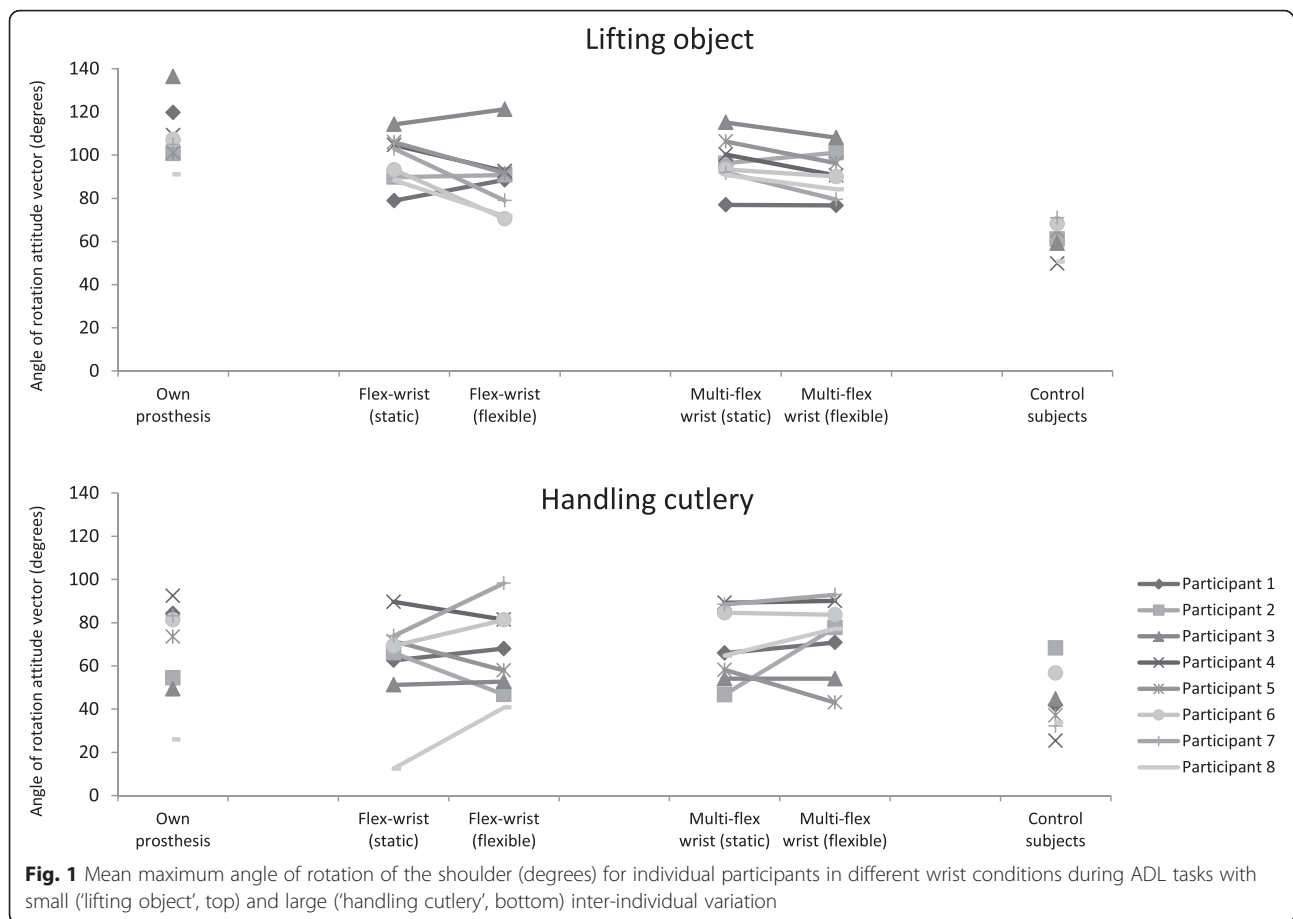 Lifting object
Angle of rotation attitude vector (degrees)
140
120
100
80
60
40
20
0
Own prosthesis
Flex-wrist (static)
Flex-wrist (flexible)
Multi-flex wrist (static)
Multi-flex wrist (flexible)
Control subjects
Handling cutlery
Angle of rotation attitude vector (degrees)
140
120
100
80
60
40
20
0
Own prosthesis
Flex-wrist (static)
Flex-wrist (flexible)
Multi-flex wrist (static)
Multi-flex wrist (flexible)
Control subjects
Participant 1
Participant 2
Participant 3
Participant 4
Participant 5
Participant 6
Participant 7
Participant 8
Fig. 1 Mean maximum angle of rotation of the shoulder (degrees) for individual participants in different wrist conditions during ADL tasks with
small ('lifting object', top) and large ('handling cutlery', bottom) inter-individual variation